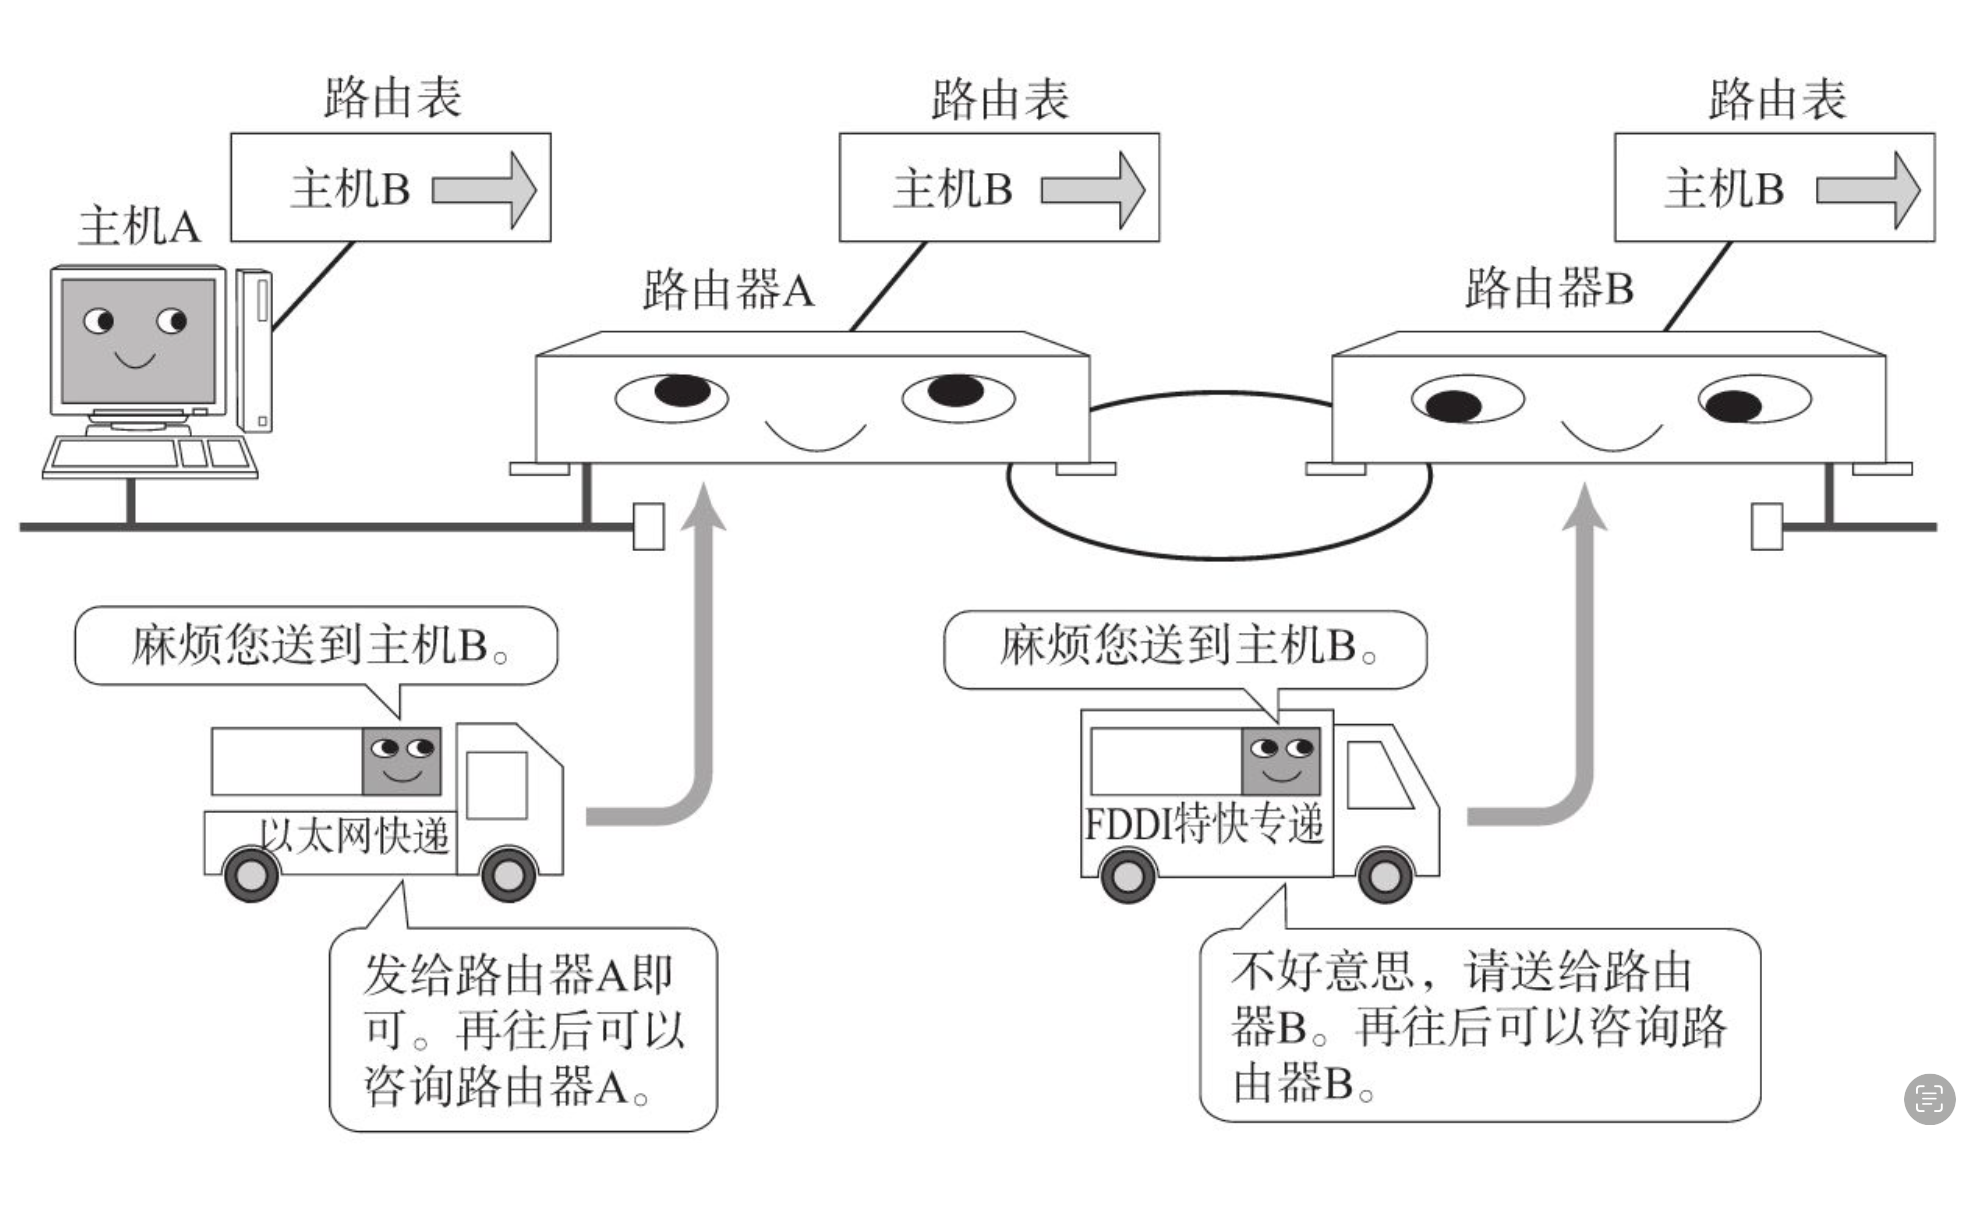 路由表
主机B
主机A
路由表
主机B
路由器A
路由表
主机B
路由器B
麻烦您送到主机B。
以太网快递
发给路由器A即
可。再往后可以
咨询路由器A。
麻烦您送到主机B。
FDDI特快专递
不好意思，请送给路由
器B。再往后可以咨询路
由器B。